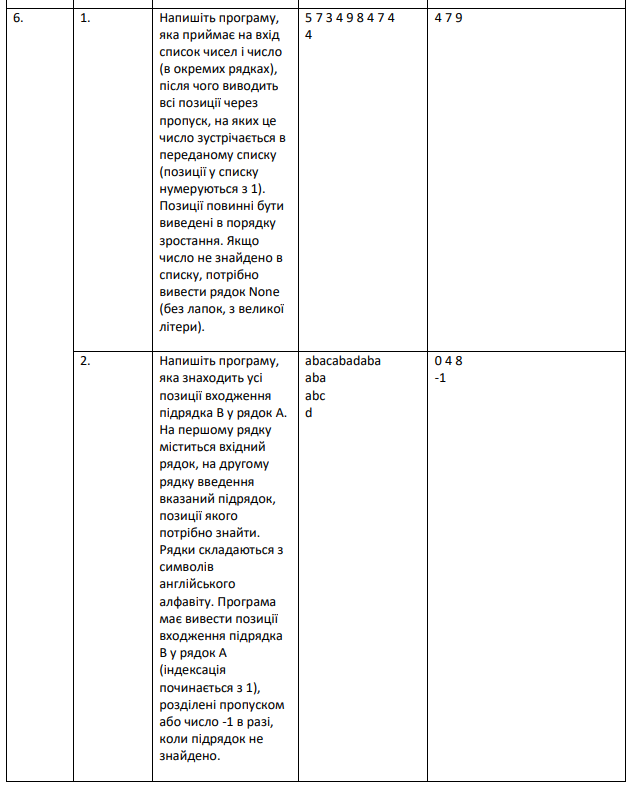 6.
1.
Напишіть програму,
яка приймає на вхід
список чисел і число
(в окремих рядках),
після чого виводить
всі позиції через
пропуск, на яких це
число зустрічається в
переданому списку
(позиції у списку
нумеруються з 1).
Позиції повинні бути
виведені в порядку
зростання. Якщо
число не знайдено в
списку, потрібно
вивести рядок None
(без лапок, з великої
літери).
5 7 3 4 9 8 4 7 4
4
4 7 9
2.
Напишіть програму,
яка знаходить усі
позиції входження
підрядка B у рядок A.
На першому рядку
міститься вхідний
рядок, на другому
рядку введення
вказаний підрядок,
позиції якого
потрібно знайти.
Рядки складаються з
символів
англійського
алфавіту. Програма
має вивести позиції
входження підрядка
B у рядок A
(індексація
починається з 1),
розділені пропуском
або число -1 в разі,
коли підрядок не
знайдено.
abacabadaba
aba
abc
d
0 4 8
-1